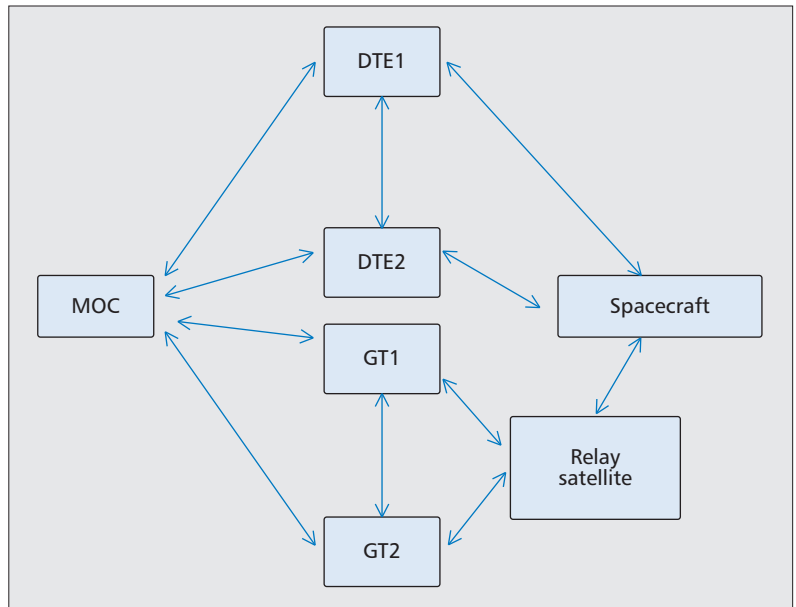 DTE1
DTE2
MOC
Spacecraft
GT1
Relay
satellite
GT2